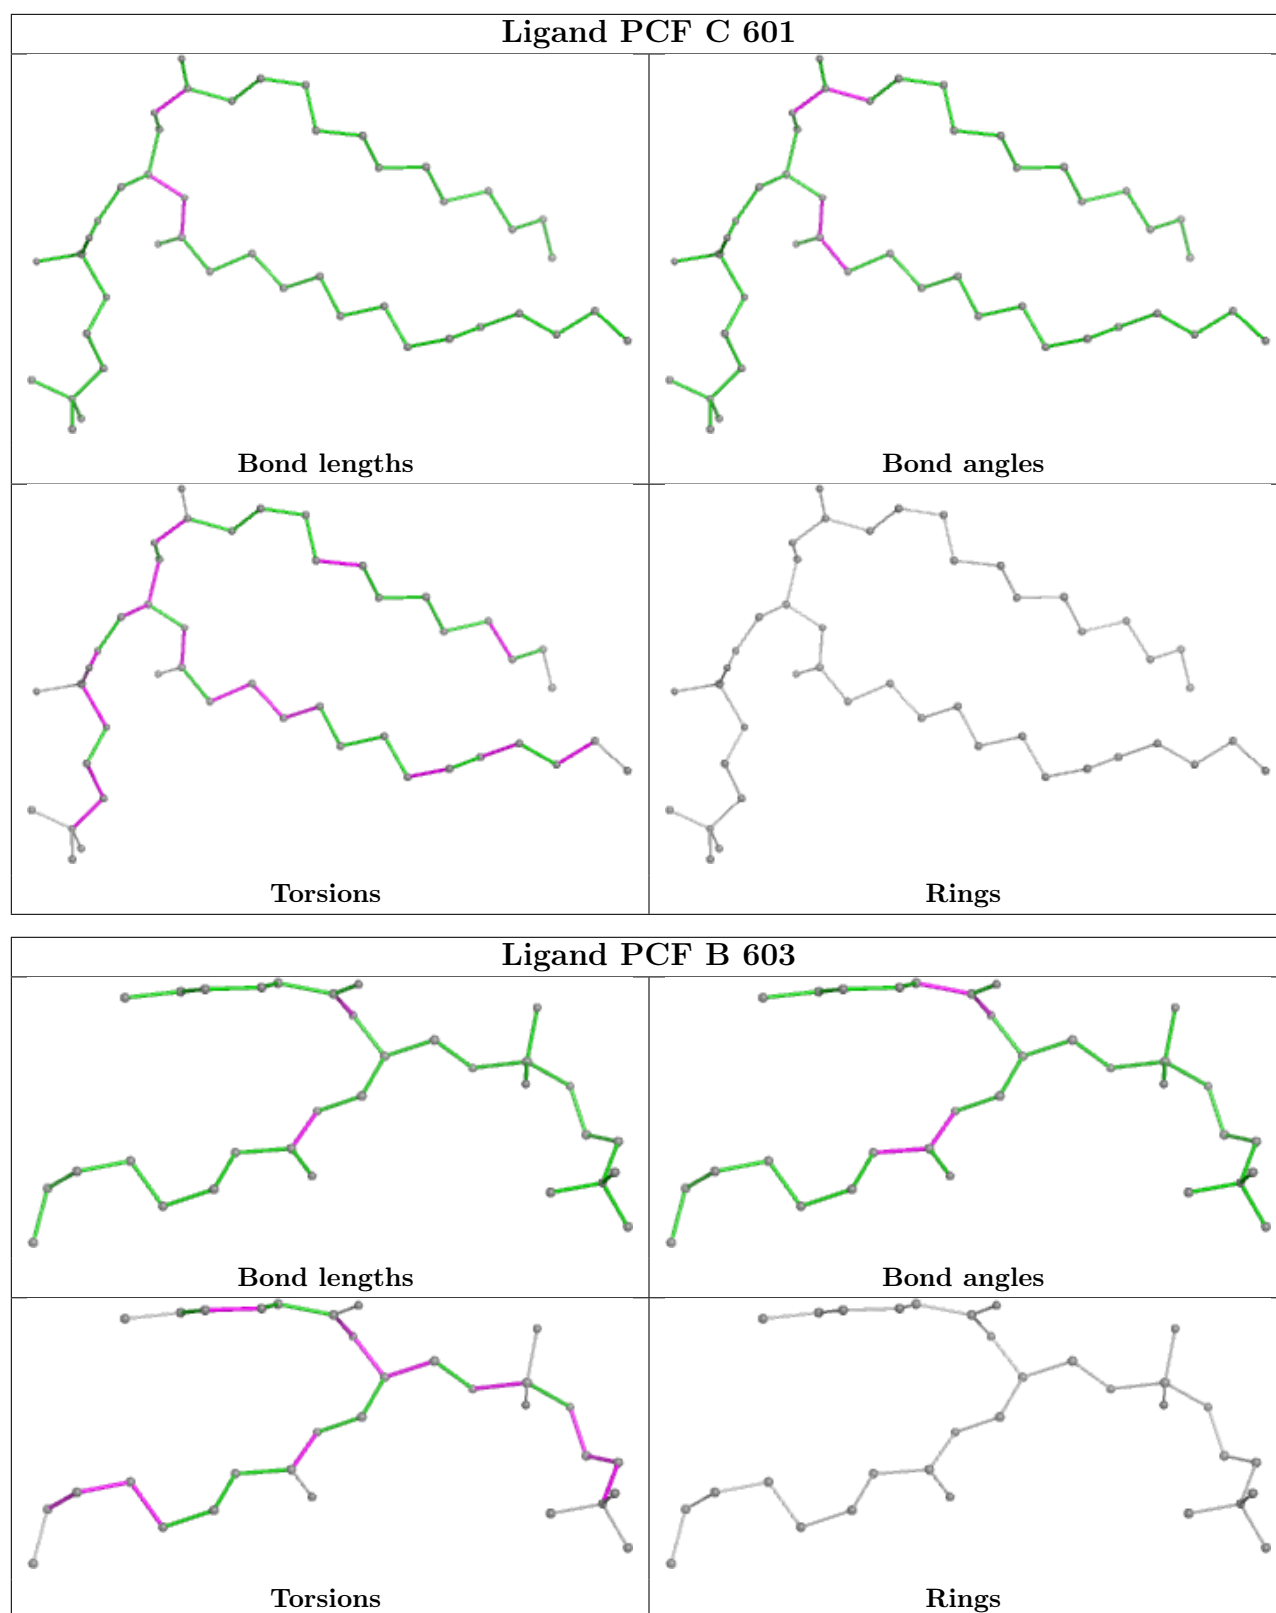 Ligand PCF C 601
Bond lengths
Bond angles
Torsions
Rings
Ligand PCF B 603
Bond lengths
Bond angles
Torsions
Rings